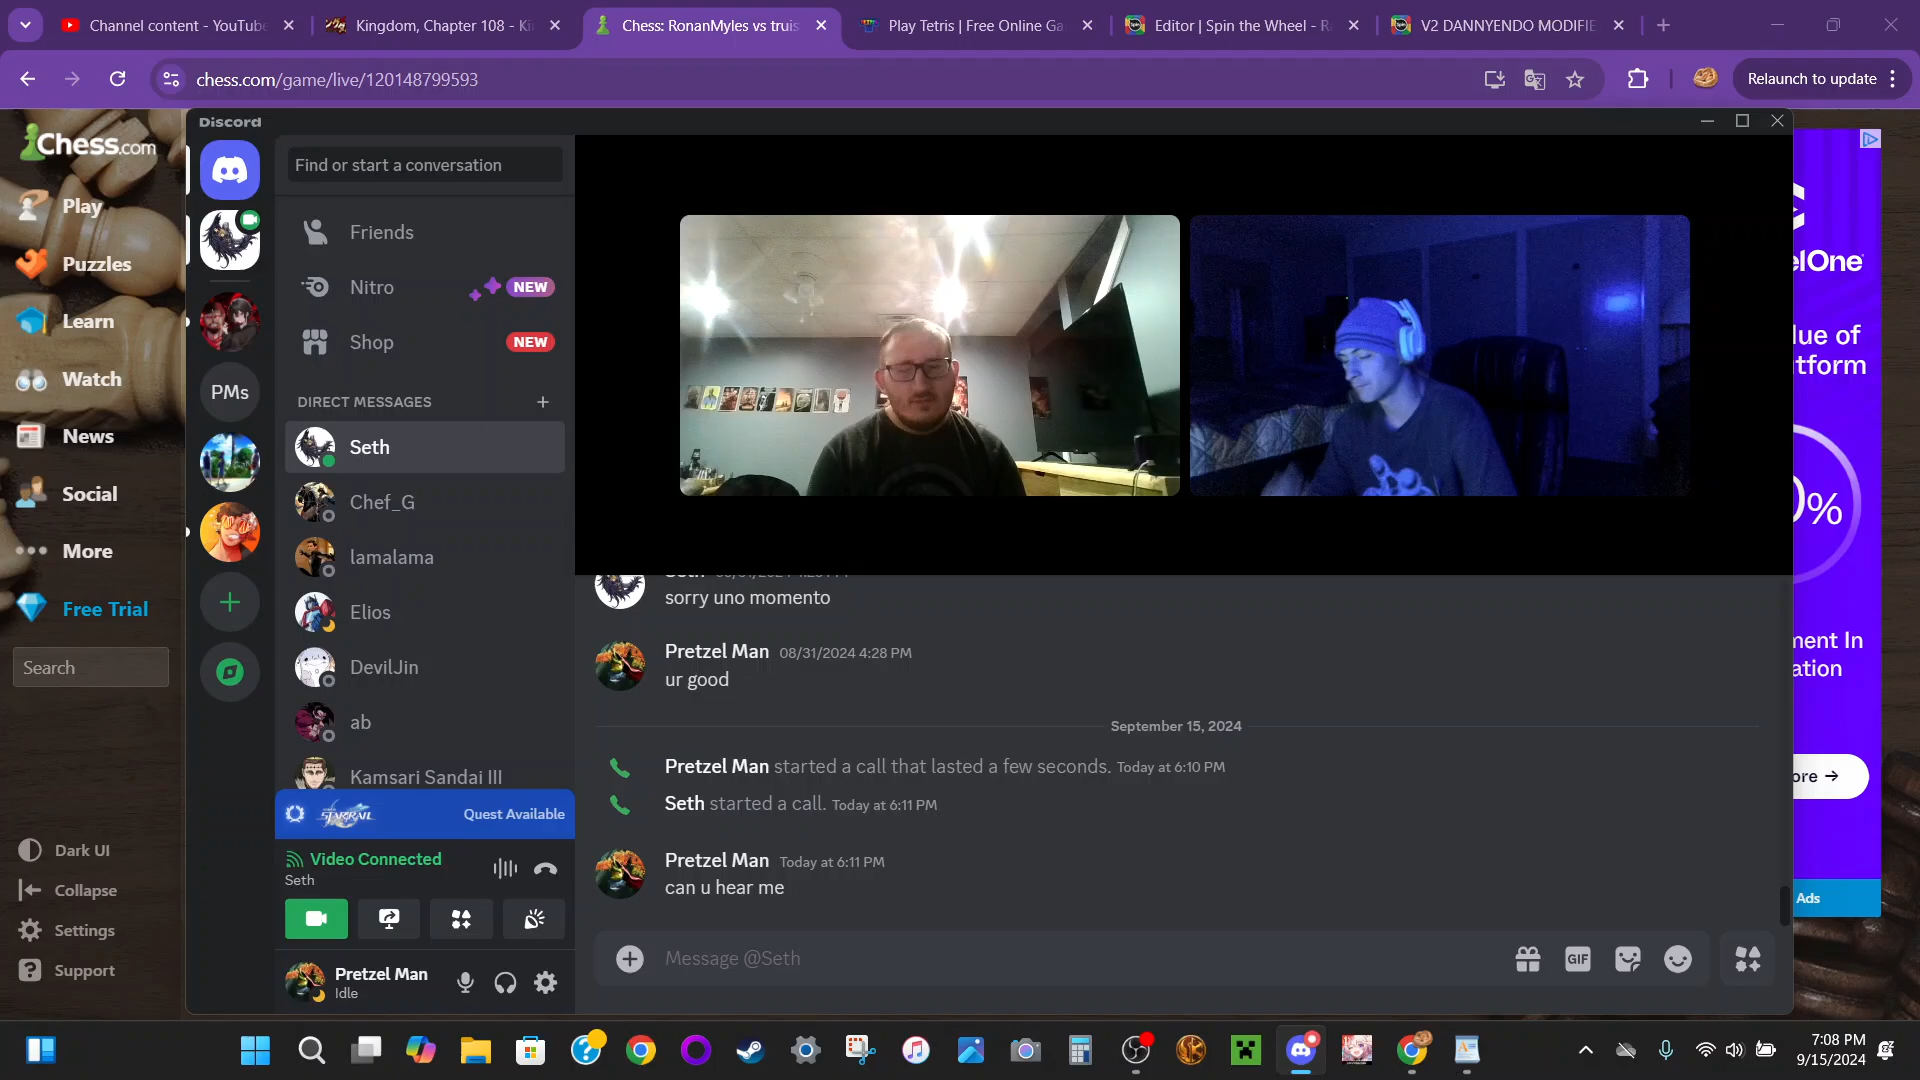 Channel content - YouTube
Kingdom, Chapter 108 - Ki
Chess: RonanMyles vs truis
Play Tetris | Free Online Ga
Editor | Spin the Wheel - R
V2 DANNYENDO MODIFIE
chess.com/game/live/120148799593
Relaunch to update
Chess.com
Play
Puzzles
Learn
Watch
News
Social
More
Free Trial
Search
Dark UI
Collapse
Settings
Support
Discord
PMs
Find or start a conversation
Friends
Nitro
NEW
Shop
NEW
DIRECT MESSAGES
Seth
Chef_G
lamalama
Elios
DevilJin
ab
Kamsari Sandai III
STARRAIL
Quest Available
Video Connected
Seth
Pretzel Man
Idle
sorry uno momento
Pretzel Man 08/31/2024 4:28 PM
ur good
September 15, 2024
Pretzel Man started a call that lasted a few seconds. Today at 6:10 PM
Seth started a call. Today at 6:11 PM
Pretzel Man Today at 6:11 PM
can u hear me
Message @Seth
GIF
elOne
lue of
tform
%
ment In
ation
ore →
Ads
7:08 PM
9/15/2024